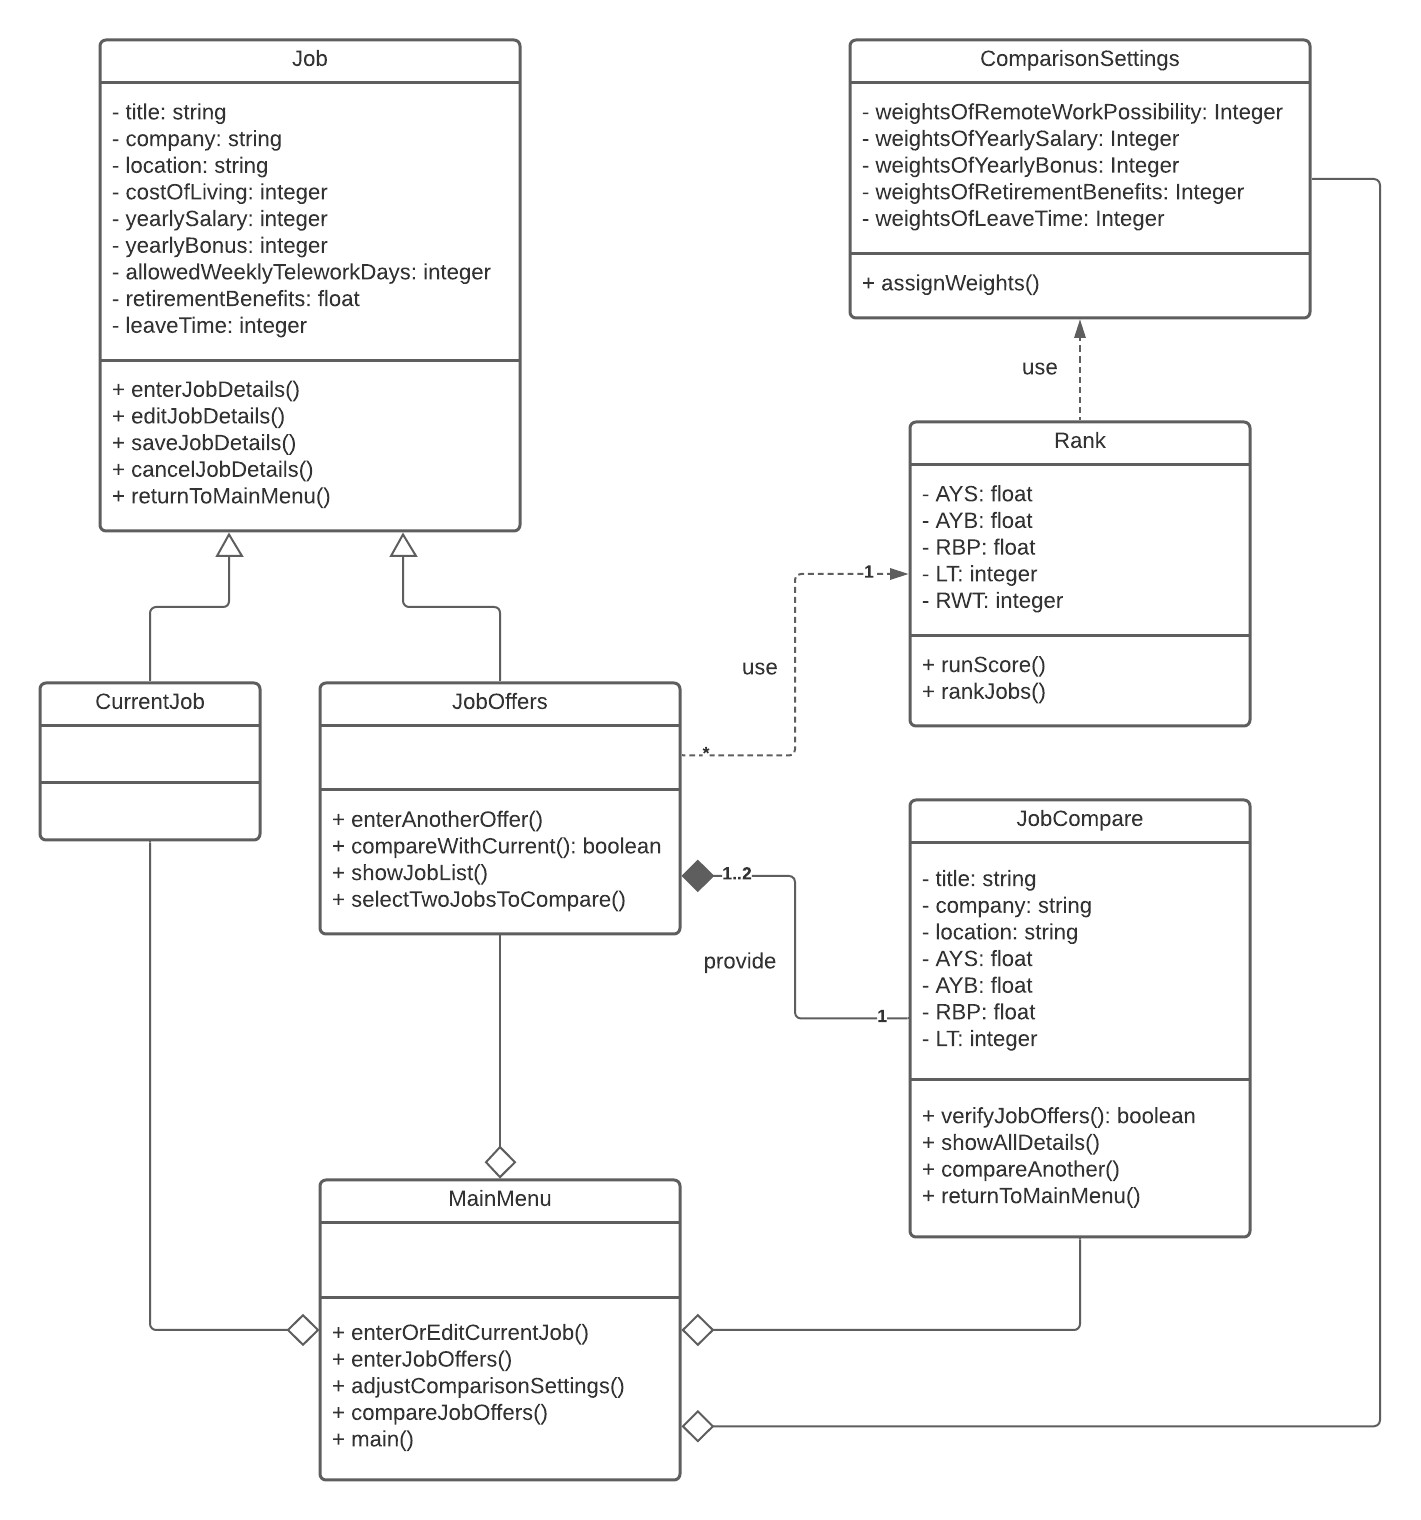 Job
- title: string
- company: string
- location: string
- costOfLiving: integer
- yearlySalary: integer
- yearlyBonus: integer
- allowedWeeklyTeleworkDays: integer
- retirementBenefits: float
- leaveTime: integer
+ enterJobDetails()
+ editJobDetails()
+ saveJobDetails()
+ cancelJobDetails()
+ returnToMainMenu()
ComparisonSettings
- weightsOfRemoteWorkPossibility: Integer
- weightsOfYearlySalary: Integer
- weightsOfYearlyBonus: Integer
- weightsOfRetirementBenefits: Integer
- weightsOfLeaveTime: Integer
+ assignWeights()
use
Rank
- AYS: float
- AYB: float
- RBP: float
- LT: integer
- RWT: integer
+ runScore()
+ rankJobs()
1
use
*
CurrentJob
JobOffers
+ enterAnotherOffer()
+ compareWithCurrent(): boolean
+ showJobList()
+ selectTwoJobsToCompare()
1..2
provide
1
JobCompare
- title: string
- company: string
- location: string
- AYS: float
- AYB: float
- RBP: float
- LT: integer
+ verifyJobOffers(): boolean
+ showAllDetails()
+ compareAnother()
+ returnToMainMenu()
MainMenu
+ enterOrEditCurrentJob()
+ enterJobOffers()
+ adjustComparisonSettings()
+ compareJobOffers()
+ main()